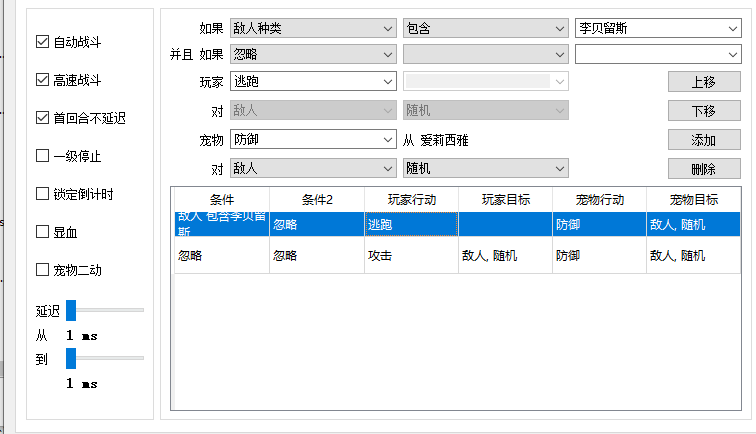 自动战斗
高速战斗
首回合不延迟
一级停止
锁定倒计时
显血
宠物二动
延迟
从 1 ms
到
1 ms
如果 敌人种类 包含 李贝留斯
并且 如果 忽略
玩家 逃跑 上移
对 敌人 随机 下移
宠物 防御 从 爱莉西雅 添加
对 敌人 随机 删除
条件 条件2 玩家行动 玩家目标 宠物行动 宠物目标
敌人 包含李贝留斯 忽略 逃跑 防御 敌人, 随机
忽略 忽略 攻击 敌人, 随机 防御 敌人, 随机